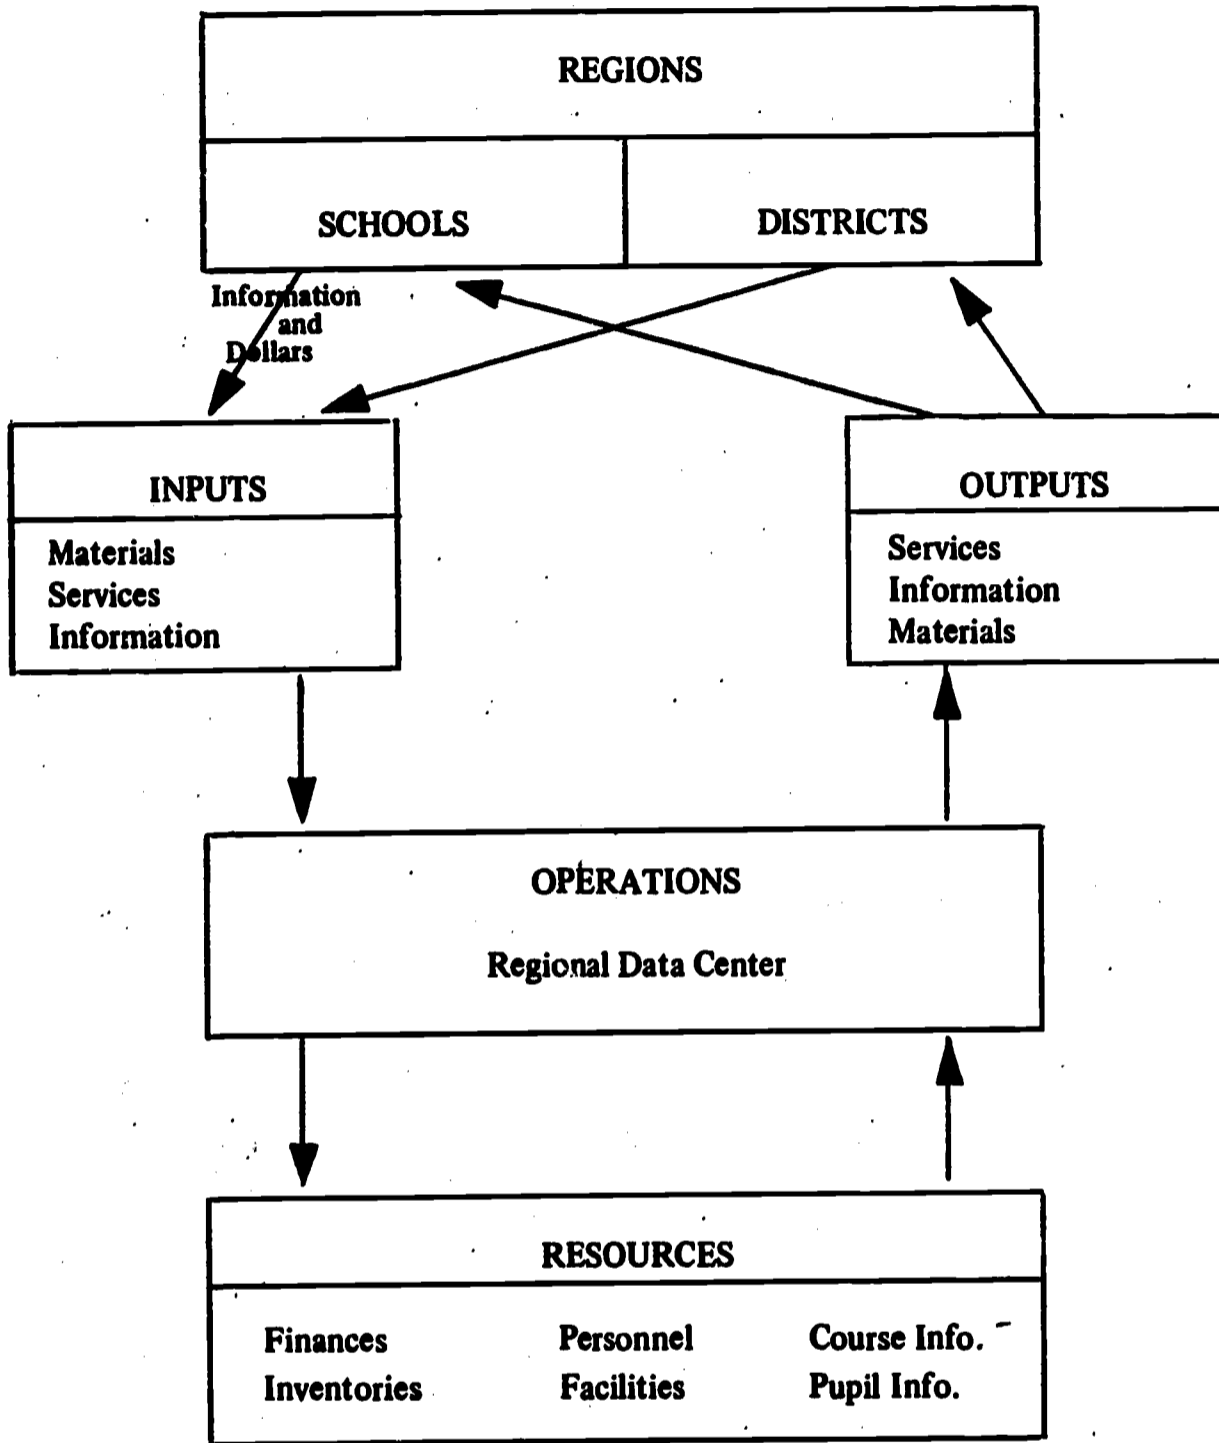 REGIONS
SCHOOLS
DISTRICTS
Information
and
Dollars
INPUTS
Materials
Services
Information
OUTPUTS
Services
Information
Materials
OPERATIONS
Regional Data Center
RESOURCES
Finances Personnel Course Info.
Inventories Facilities Pupil Info.